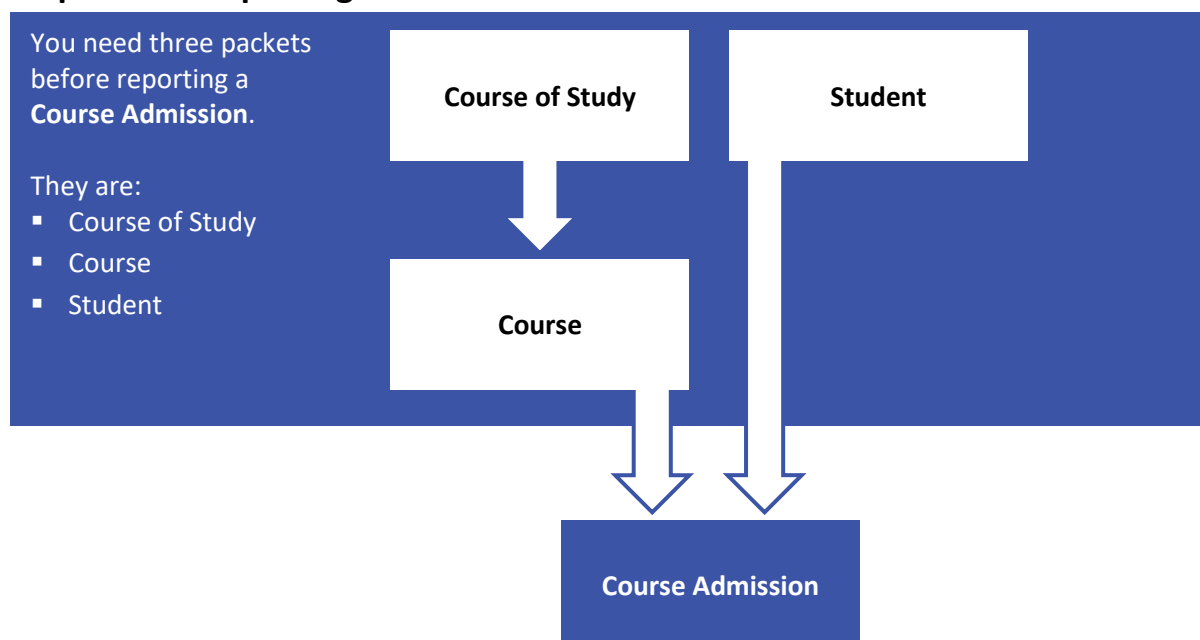 You need three packets
before reporting a
Course Admission.
They are:
▪ Course of Study
▪ Course
▪ Student
Course of Study
Student
Course
Course Admission